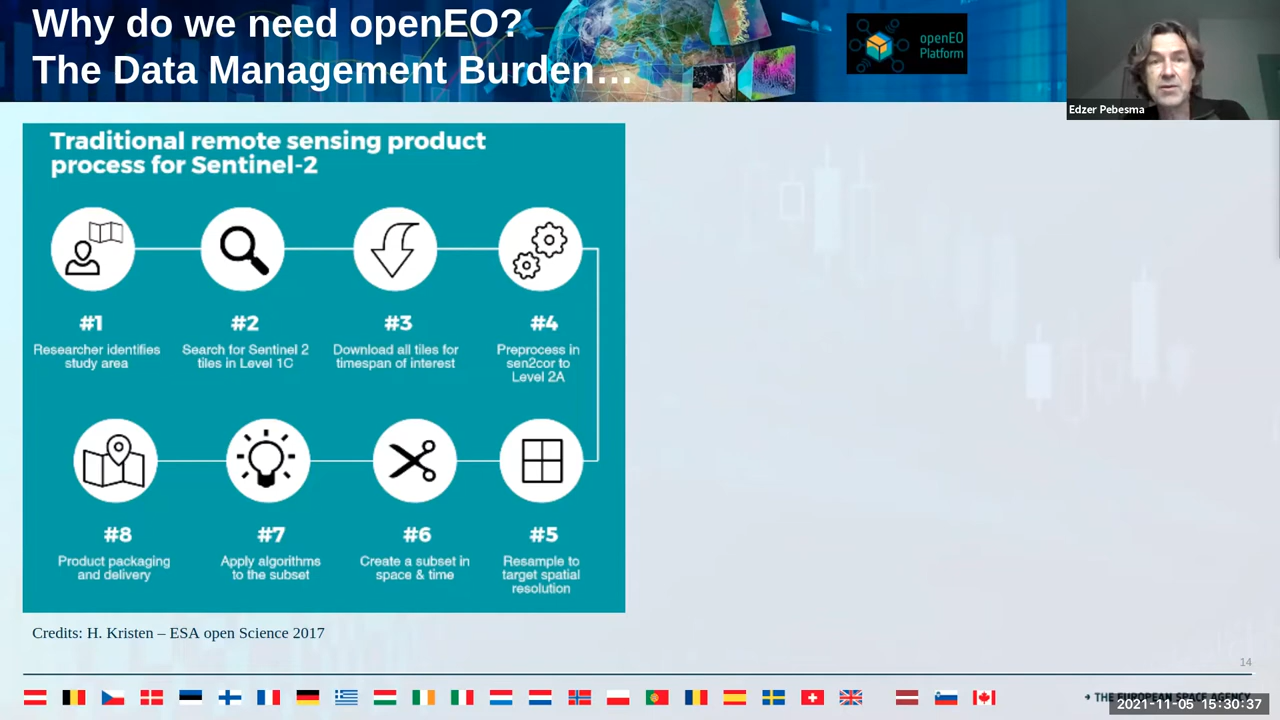 Why do we need openEO?
The Data Management Burden...
openEO
Platform
Edzer Pebesma
Traditional remote sensing product
process for Sentinel-2
#1
Researcher identifies
study area
#2
Search for Sentinel 2
tiles in Level 1C
#3
Download all tiles for
timespan of interest
#4
Preprocess in
sen2cor to
Level 2A
#8
Product packaging
and delivery
#7
Apply algorithms
to the subset
#6
Create a subset in
space & time
#5
Resample to
target spatial
resolution
Credits: H. Kristen – ESA open Science 2017
14
THE EUROPEAN SPACE AGENCY
2021-11-05 15:30:37